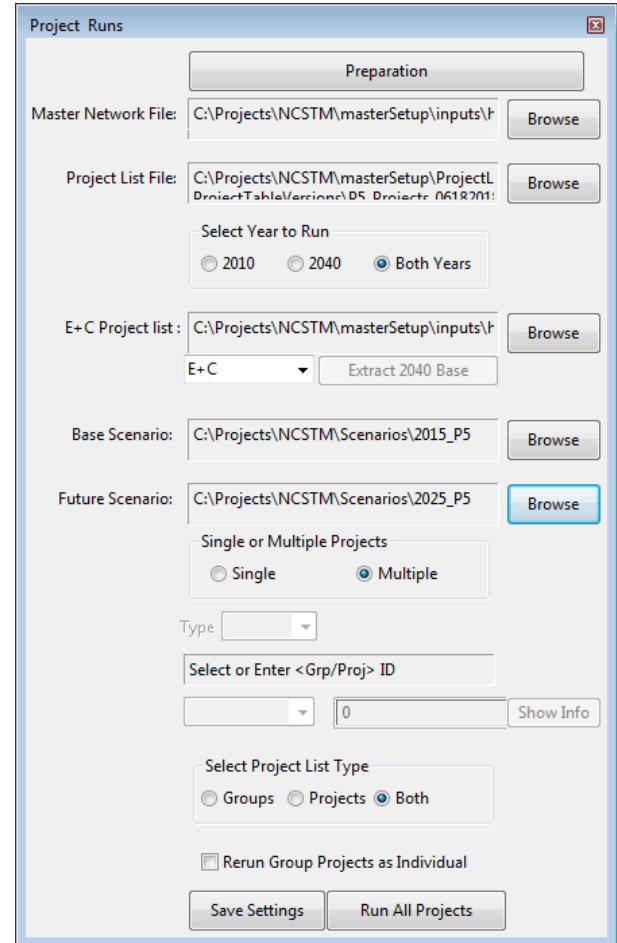 Project Runs
Preparation
Master Network File: C:\Projects\NCSTM\masterSetup\inputs\h Browse
Project List File: C:\Projects\NCSTM\masterSetup\ProjectL Browse
ProjectTableVersions\P5_Projects_06182018
Select Year to Run
2010 2040 Both Years
E+C Project list : C:\Projects\NCSTM\masterSetup\inputs\h Browse
E+C Extract 2040 Base
Base Scenario: C:\Projects\NCSTM\Scenarios\2015_P5 Browse
Future Scenario: C:\Projects\NCSTM\Scenarios\2025_P5 Browse
Single or Multiple Projects
Single Multiple
Type
Select or Enter <Grp/Proj> ID
0 Show Info
Select Project List Type
Groups Projects Both
Rerun Group Projects as Individual
Save Settings Run All Projects